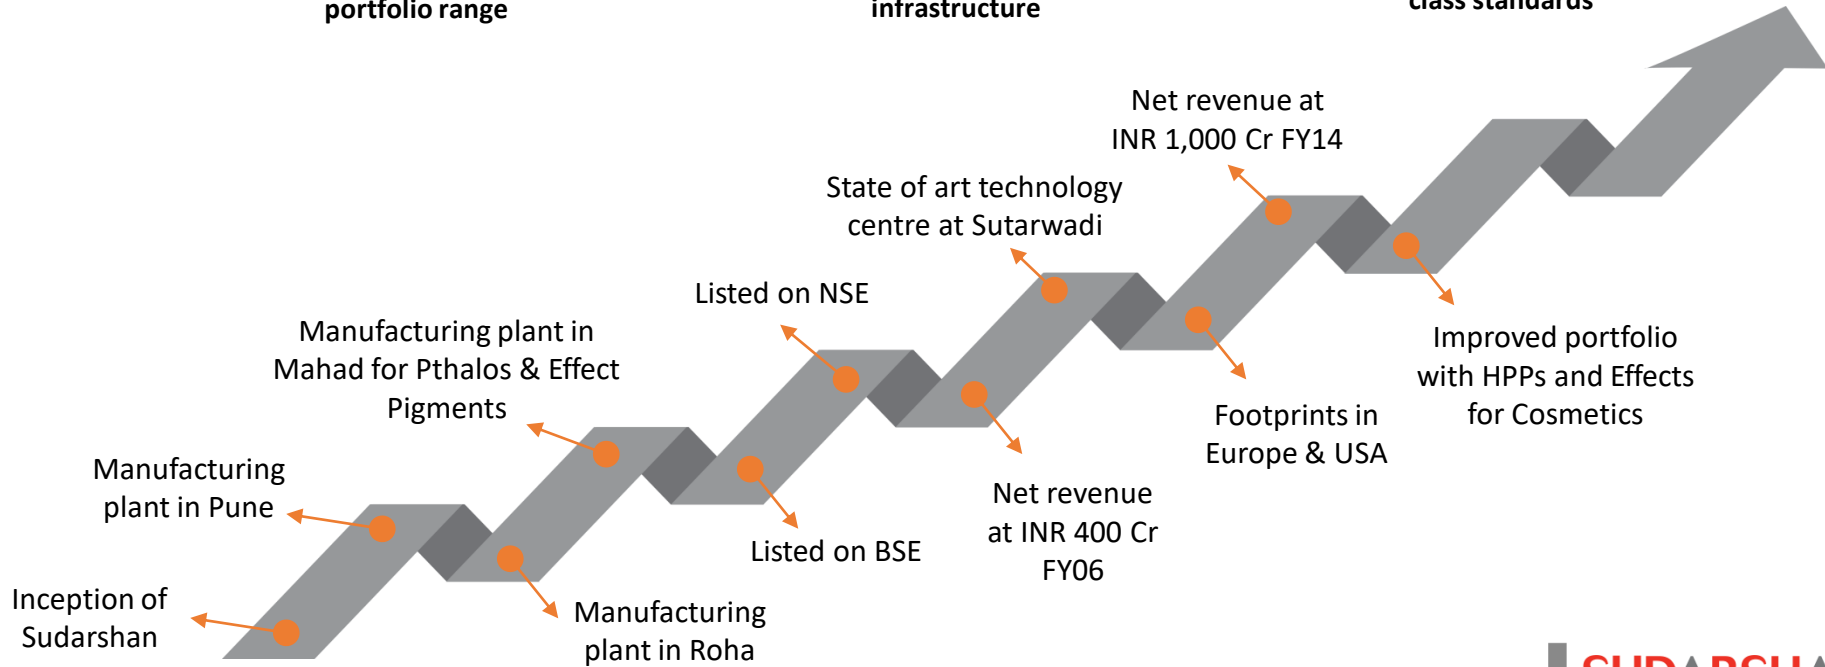 portfolio range
infrastructure
class standards
Net revenue at
INR 1,000 Cr FY14
State of art technology
centre at Sutarwadi
Listed on NSE
Manufacturing plant in
Mahad for Pthalos & Effect
Pigments
Manufacturing
plant in Pune
Inception of
Sudarshan
Manufacturing
plant in Roha
Listed on BSE
Net revenue
at INR 400 Cr
FY06
Footprints in
Europe & USA
Improved portfolio
with HPPs and Effects
for Cosmetics